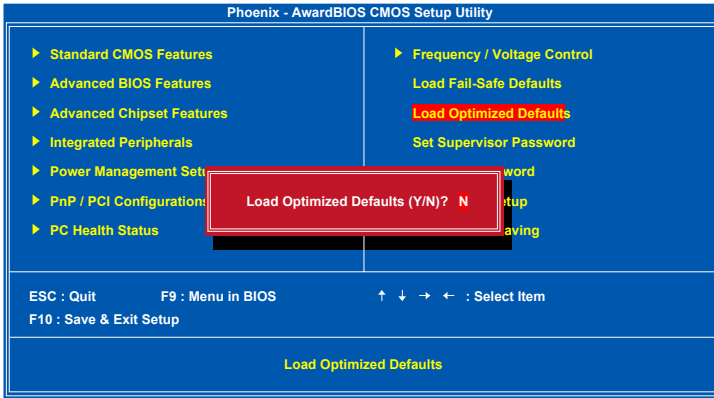 Phoenix - AwardBIOS CMOS Setup Utility
Standard CMOS Features
Advanced BIOS Features
Advanced Chipset Features
Integrated Peripherals
Power Management Setu
PnP / PCI Configurations
PC Health Status
Frequency / Voltage Control
Load Fail-Safe Defaults
Load Optimized Defaults
Set Supervisor Password
word
etup
aving
Load Optimized Defaults (Y/N)? N
ESC : Quit F9 : Menu in BIOS ↑ ↓ → ← : Select Item
F10 : Save & Exit Setup
Load Optimized Defaults